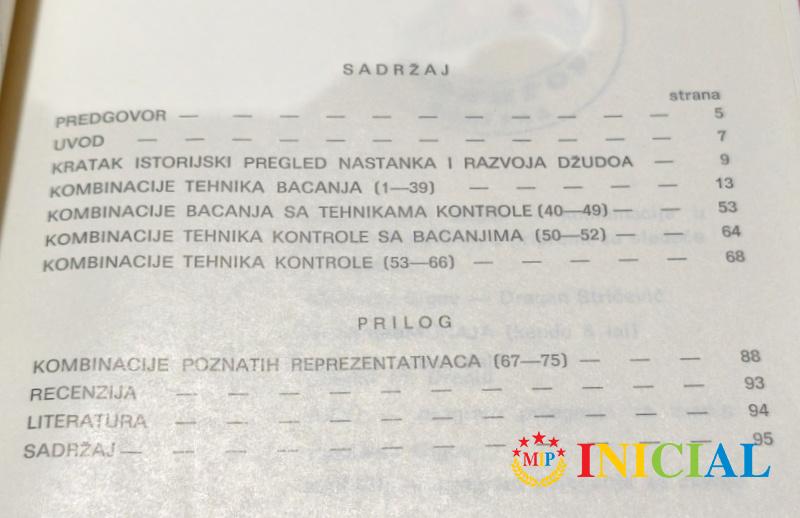 SADRŽAJ
strana
PREDGOVOR — — — — — — — — — — — 5
UVOD — — — — — — — — — — — — 7
KRATAK ISTORIJSKI PREGLED NASTANKA I RAZVOJA DŽUDOA — 9
KOMBINACIJE TEHNIKA BACANJA (1—39) — — — — — 13
KOMBINACIJE BACANJA SA TEHNIKAMA KONTROLE (40—49) — — 53
KOMBINACIJE TEHNIKA KONTROLE SA BACANJIMA (50—52) — — 64
KOMBINACIJE TEHNIKA KONTROLE (53—66) — — — — — 68
PRILOG
KOMBINACIJE POZNATIH REPREZENTATIVACA (67—75) — — — 88
RECENZIJA — — — — — — — — — — — 93
LITERATURA — — — — — — — — — — — 94
SADRŽAJ — — — — — — — — — — — — 95
MIP INICIAL